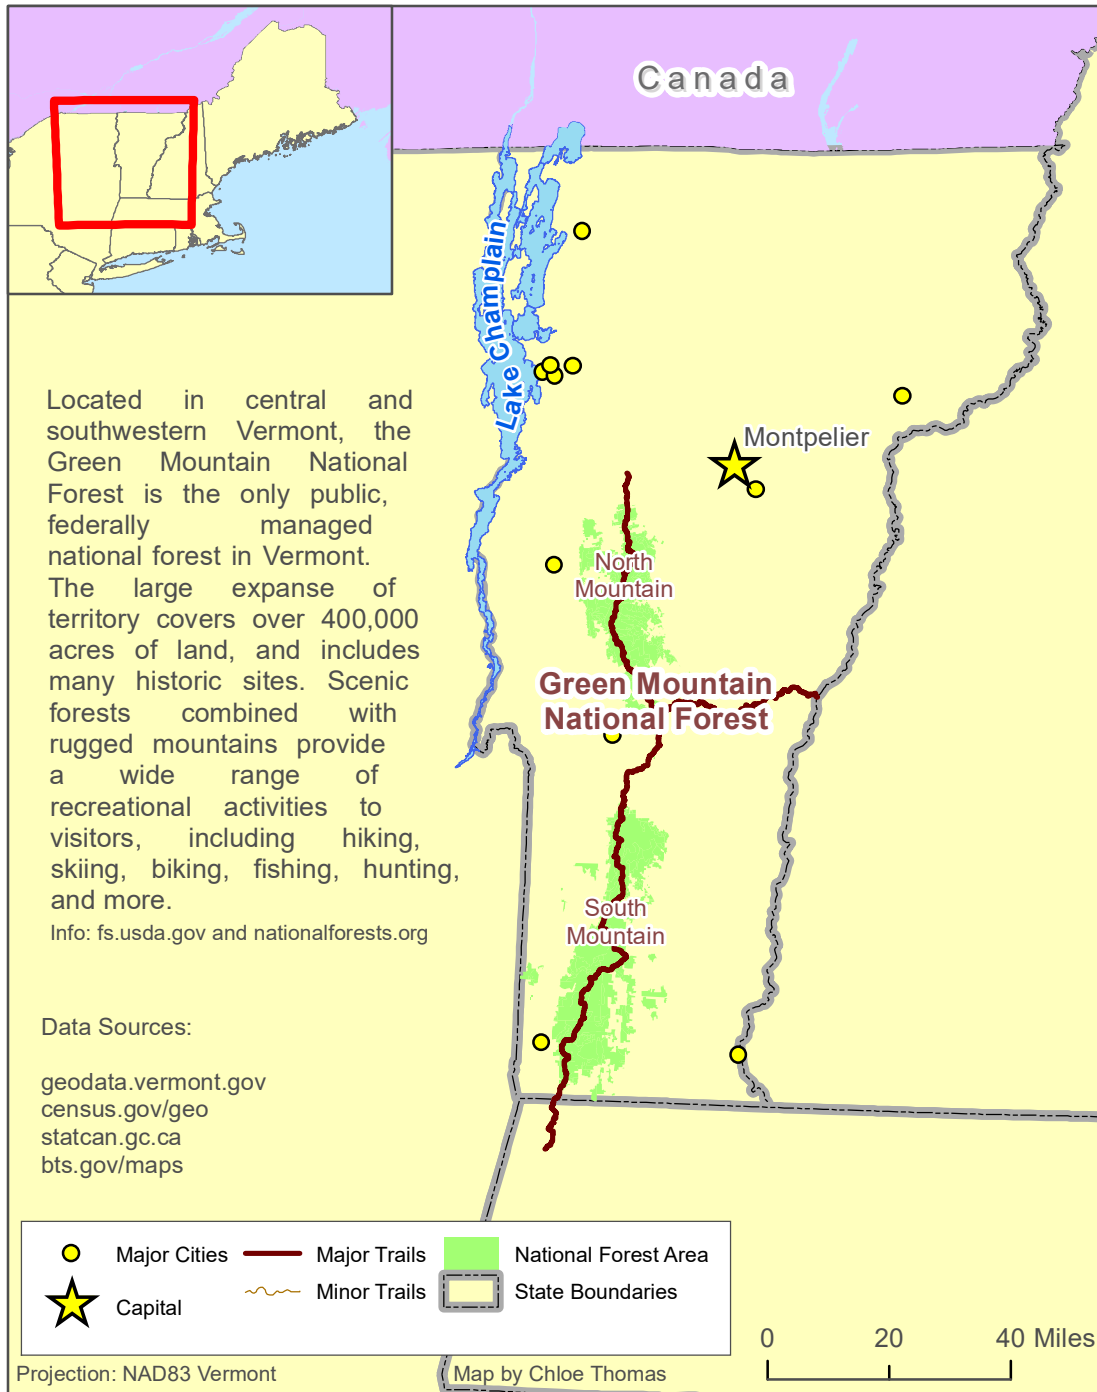 Canada
Lake Champlain
Located in central and
southwestern Vermont, the
Green Mountain National
Forest is the only public,
federally managed
national forest in Vermont.
The large expanse of
territory covers over 400,000
acres of land, and includes
many historic sites. Scenic
forests combined with
rugged mountains provide
a wide range of
recreational activities to
visitors, including hiking,
skiing, biking, fishing, hunting,
and more.
Info: fs.usda.gov and nationalforests.org
Montpelier
North
Mountain
Green Mountain
National Forest
South
Mountain
Data Sources:
geodata.vermont.gov
census.gov/geo
statcan.gc.ca
bts.gov/maps
Major Cities
Major Trails
National Forest Area
Capital
Minor Trails
State Boundaries
0 20 40 Miles
Projection: NAD83 Vermont
Map by Chloe Thomas